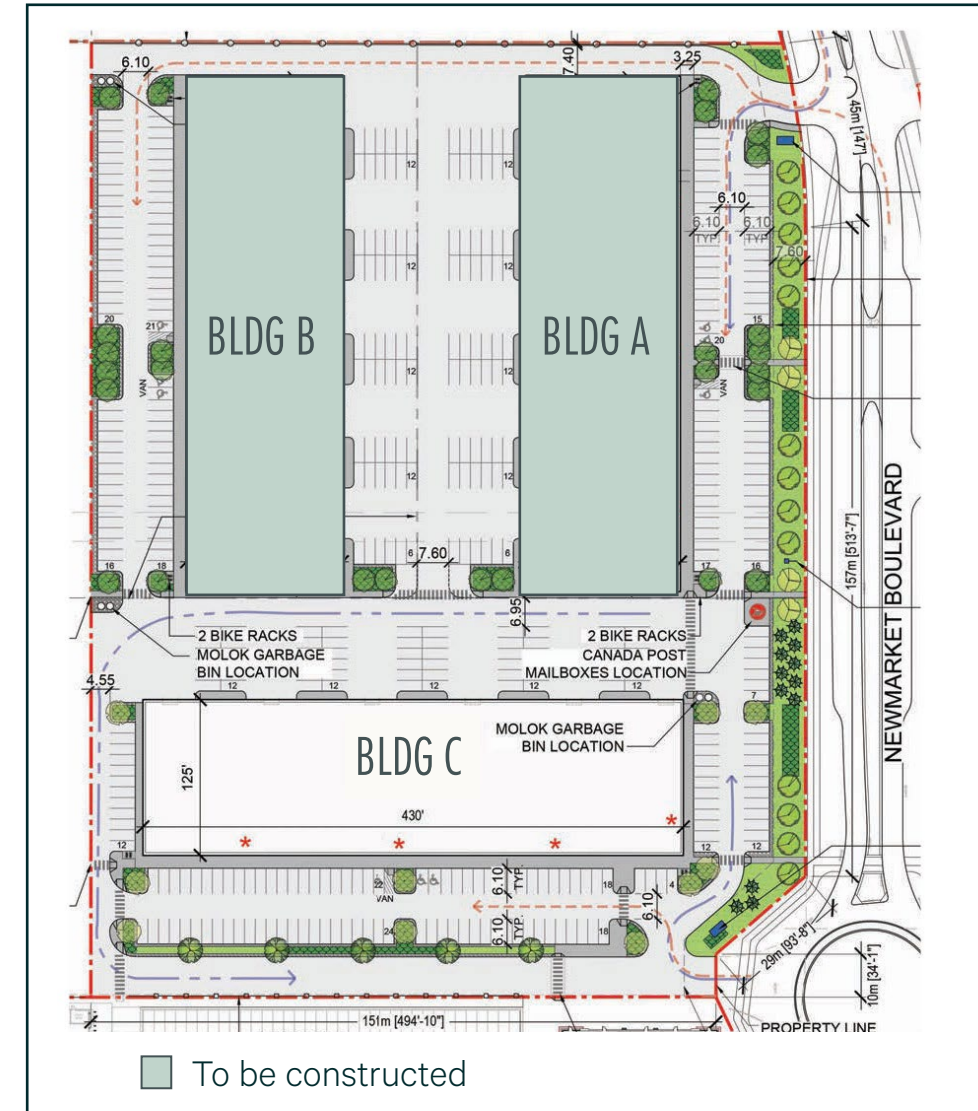 6.10
7.40
3.25
45m [147']
12
12
6.10
6.10
TYP.
6.10
TYP.
7.60
12
12
BLDG B
BLDG A
20
21
VAN
15
20
VAN
12
12
12
12
NEWMARKET BOULEVARD
157m [513'-7"]
16
18
6
7.60
6
17
16
6.95
2 BIKE RACKS
MOLOK GARBAGE
BIN LOCATION
2 BIKE RACKS
CANADA POST
MAILBOXES LOCATION
4.55
12
12
12
12
12
7
MOLOK GARBAGE
BIN LOCATION
BLDG C
125'
430'
* * * *
12
12
12
22
VAN
6.10
TYP.
18
4
6.10
24
6.10
TYP.
18
29m [93'-8"]
10m [34'-1"]
151m [494'-10"]
PROPERTY LINE
To be constructed